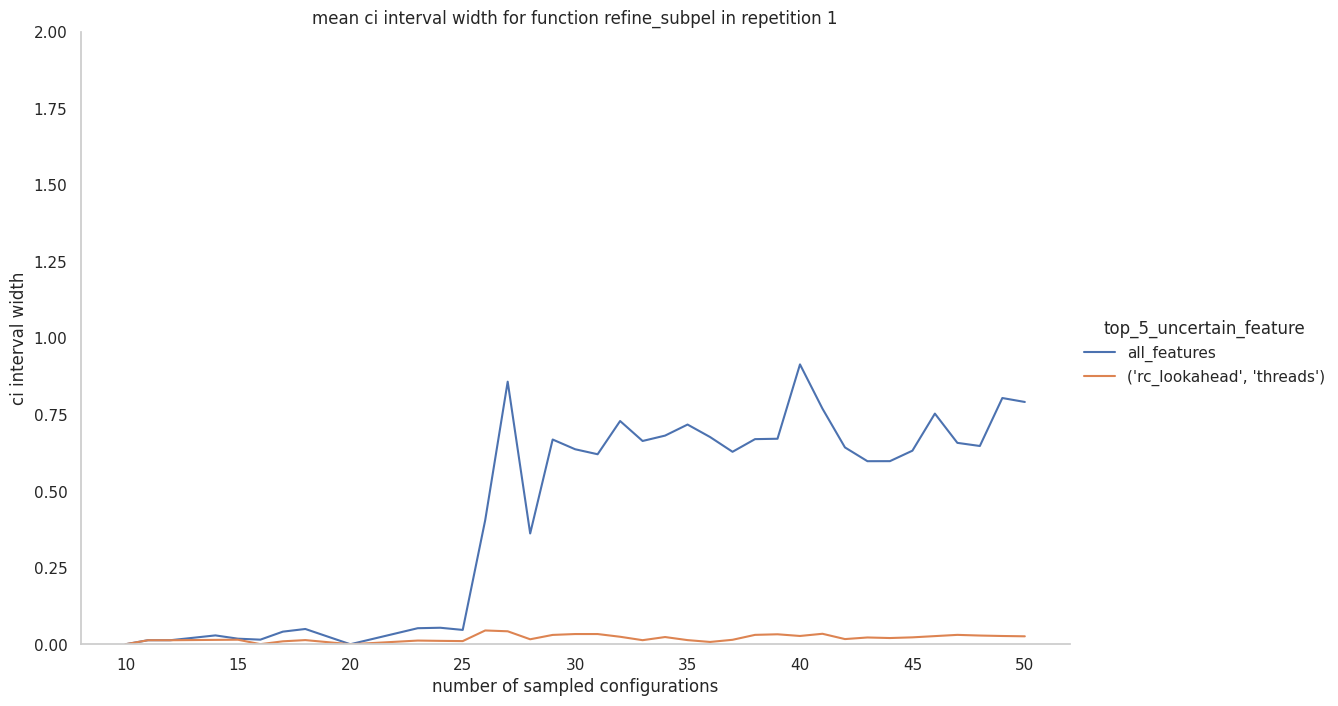 mean ci interval width for function refine_subpel in repetition 1
2.00
1.75
1.50
1.25
1.00
0.75
0.50
0.25
0.00
ci interval width
10 15 20 25 30 35 40 45 50
number of sampled configurations
top_5_uncertain_feature
all_features
('rc_lookahead', 'threads')